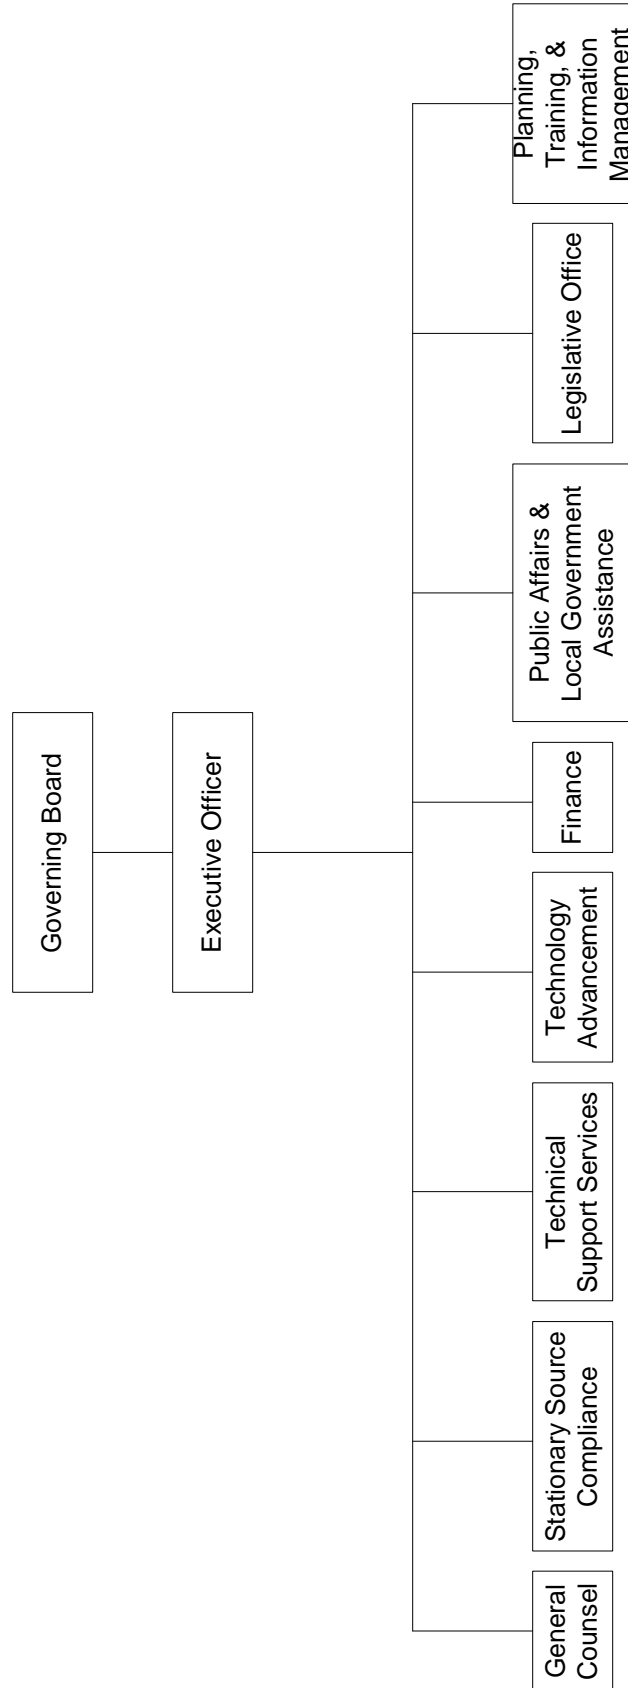 Governing Board
Executive Officer
General
Counsel
Stationary Source
Compliance
Technical
Support Services
Technology
Advancement
Finance
Public Affairs &
Local Government
Assistance
Legislative Office
Planning,
Training, &
Information
Management